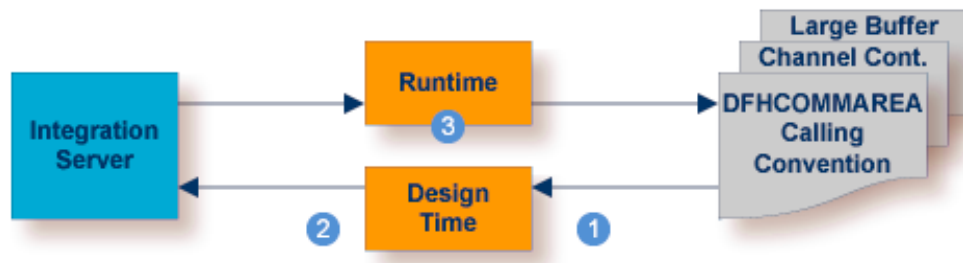 Large Buffer
Channel Cont.
DFHCOMMAREA
Calling
Convention
Runtime
3
Integration
Server
Design
Time
2
1